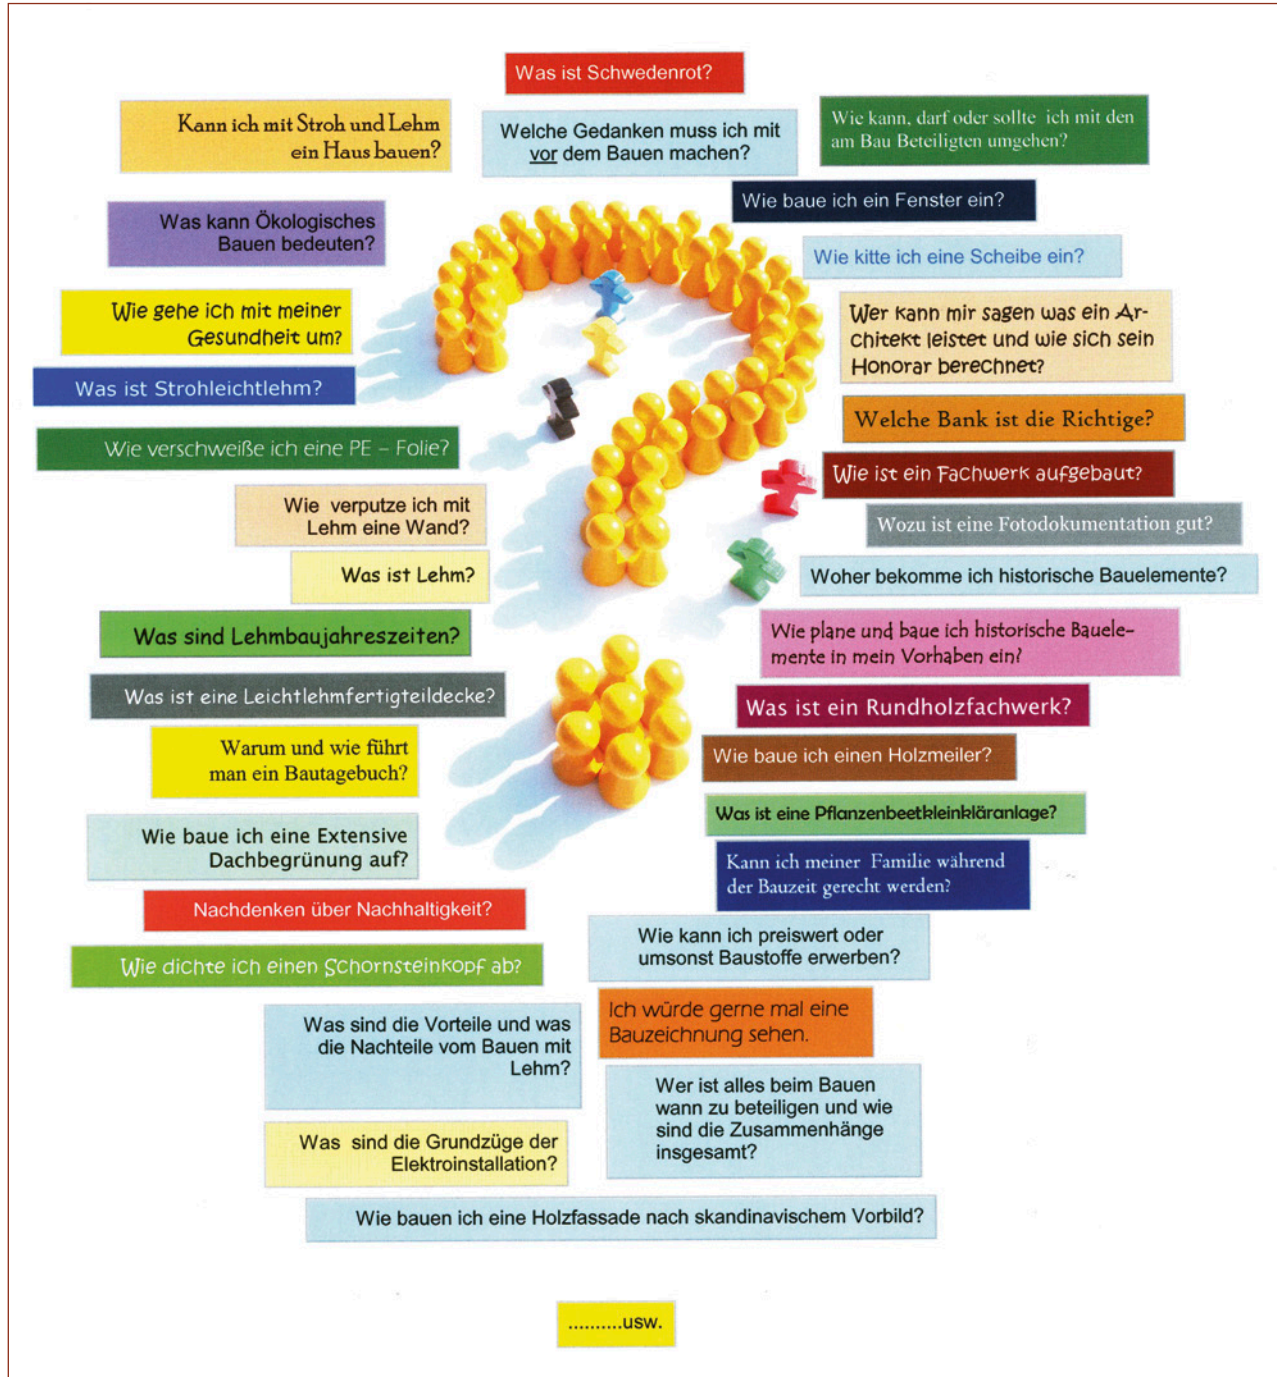 Was ist Schwedenrot?
Kann ich mit Stroh und Lehm
ein Haus bauen?
Welche Gedanken muss ich mit
vor dem Bauen machen?
Wie kann, darf oder sollte ich mit den
am Bau Beteiligten umgehen?
Wie baue ich ein Fenster ein?
Was kann Ökologisches
Bauen bedeuten?
Wie kitte ich eine Scheibe ein?
Wie gehe ich mit meiner
Gesundheit um?
Wer kann mir sagen was ein Ar-
chitekt leistet und wie sich sein
Honorar berechnet?
Was ist Strohleichtlehm?
Welche Bank ist die Richtige?
Wie verschweiße ich eine PE – Folie?
Wie ist ein Fachwerk aufgebaut?
Wie verputze ich mit
Lehm eine Wand?
Wozu ist eine Fotodokumentation gut?
Was ist Lehm?
Woher bekomme ich historische Bauelemente?
Was sind Lehmbaujahreszeiten?
Wie plane und baue ich historische Bauele-
mente in mein Vorhaben ein?
Was ist eine Leichtlehmfertigteildecke?
Was ist ein Rundholzfachwerk?
Warum und wie führt
man ein Bautagebuch?
Wie baue ich einen Holzmeiler?
Was ist eine Pflanzenbeetkleinkläranlage?
Wie baue ich eine Extensive
Dachbegrünung auf?
Kann ich meiner Familie während
der Bauzeit gerecht werden?
Nachdenken über Nachhaltigkeit?
Wie kann ich preiswert oder
umsonst Baustoffe erwerben?
Wie dichte ich einen Schornsteinkopf ab?
Ich würde gerne mal eine
Bauzeichnung sehen.
Was sind die Vorteile und was
die Nachteile vom Bauen mit
Lehm?
Wer ist alles beim Bauen
wann zu beteiligen und wie
sind die Zusammenhänge
insgesamt?
Was sind die Grundzüge der
Elektroinstallation?
Wie bauen ich eine Holzfassade nach skandinavischem Vorbild?
..........usw.